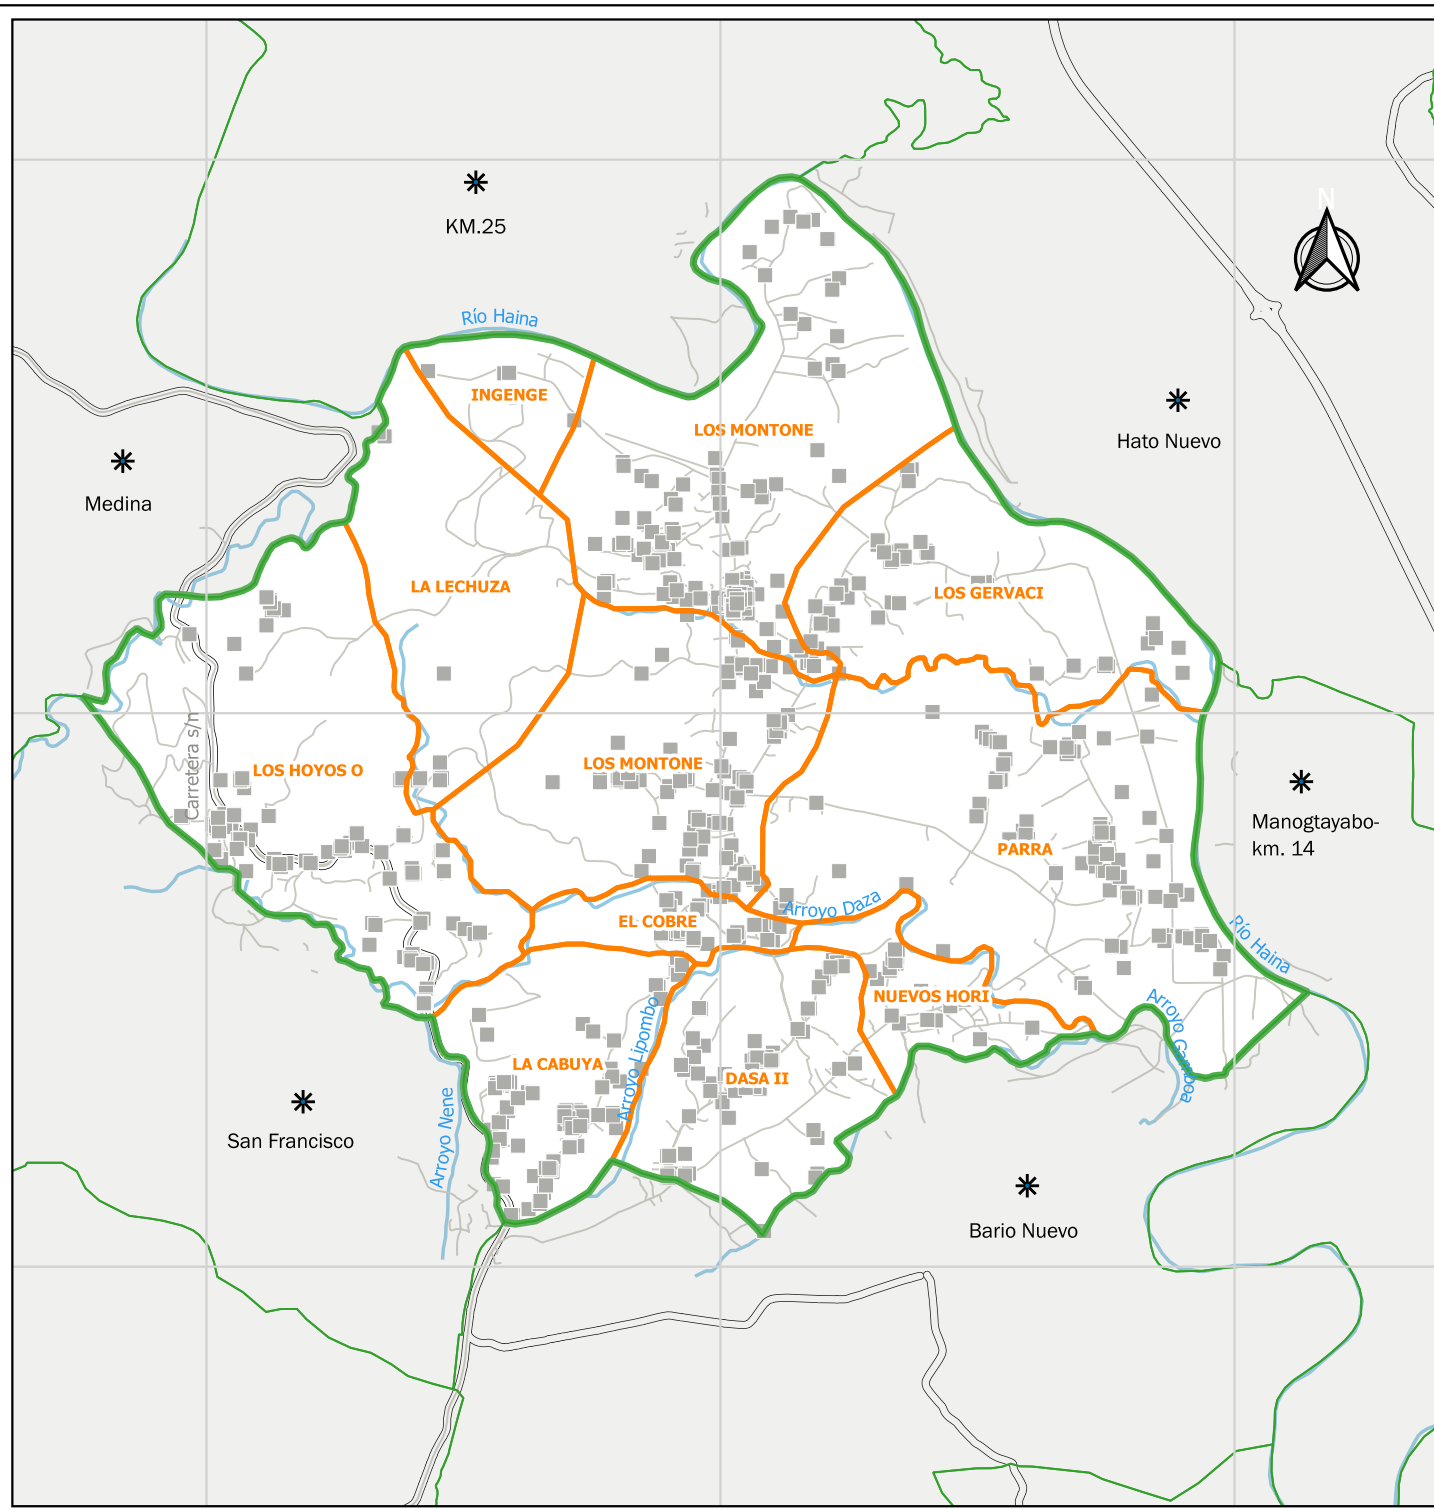 N
KM.25
Río Haina
INGENGE
LOS MONTONE
Hato Nuevo
Medina
LA LECHUZA
LOS GERVACI
Carretera s/n
LOS HOYOS O
LOS MONTONE
Manogtayabo-
km. 14
PARRA
Arroyo Daza
EL COBRE
Río Haina
NUEVOS HORI
Arroyo Gamboa
Arroyo Lipombo
LA CABUYA
DASA II
San Francisco
Arroyo Nene
Bario Nuevo